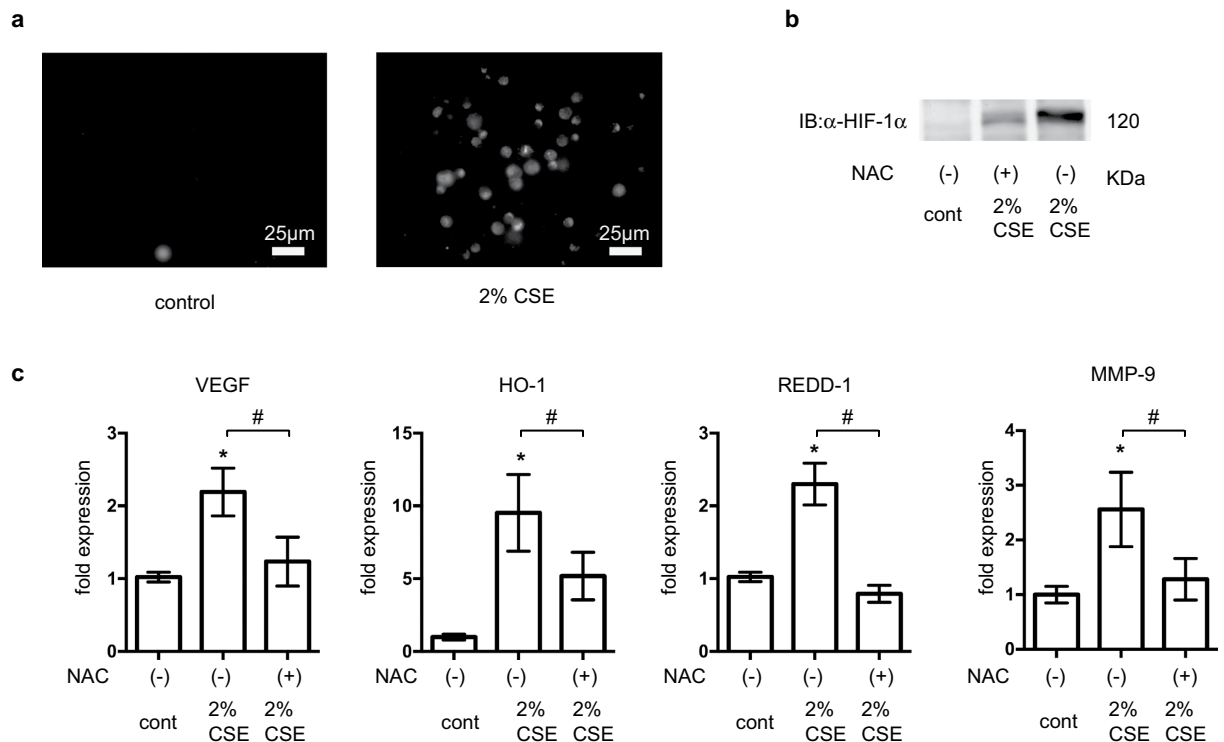 a
25µm
control
25µm
2% CSE
b
IB:α-HIF-1α
120
NAC (-) (+) (-) KDa
cont 2% 2%
CSE CSE
c
VEGF
#
*
fold expression
3
2
1
0
NAC (-) (-) (+)
cont 2% 2%
CSE CSE
HO-1
#
*
fold expression
15
10
5
0
NAC (-) (-) (+)
cont 2% 2%
CSE CSE
REDD-1
#
*
fold expression
3
2
1
0
NAC (-) (-) (+)
cont 2% 2%
CSE CSE
MMP-9
#
*
fold expression
4
3
2
1
0
NAC (-) (-) (+)
cont 2% 2%
CSE CSE